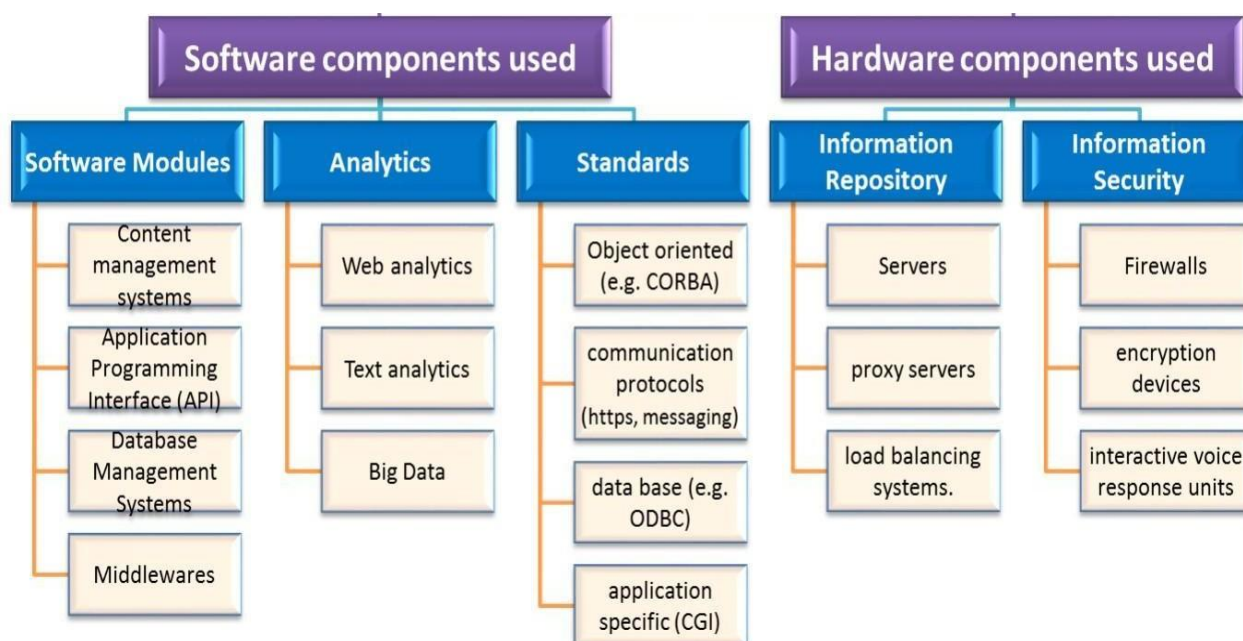 Software components used
Hardware components used
Software Modules
Analytics
Standards
Information
Repository
Information
Security
Content
management
systems
Application
Programming
Interface (API)
Database
Management
Systems
Middlewares
Web analytics
Text analytics
Big Data
Object oriented
(e.g. CORBA)
communication
protocols
(https, messaging)
data base (e.g.
ODBC)
application
specific (CGI)
Servers
proxy servers
load balancing
systems.
Firewalls
encryption
devices
interactive voice
response units